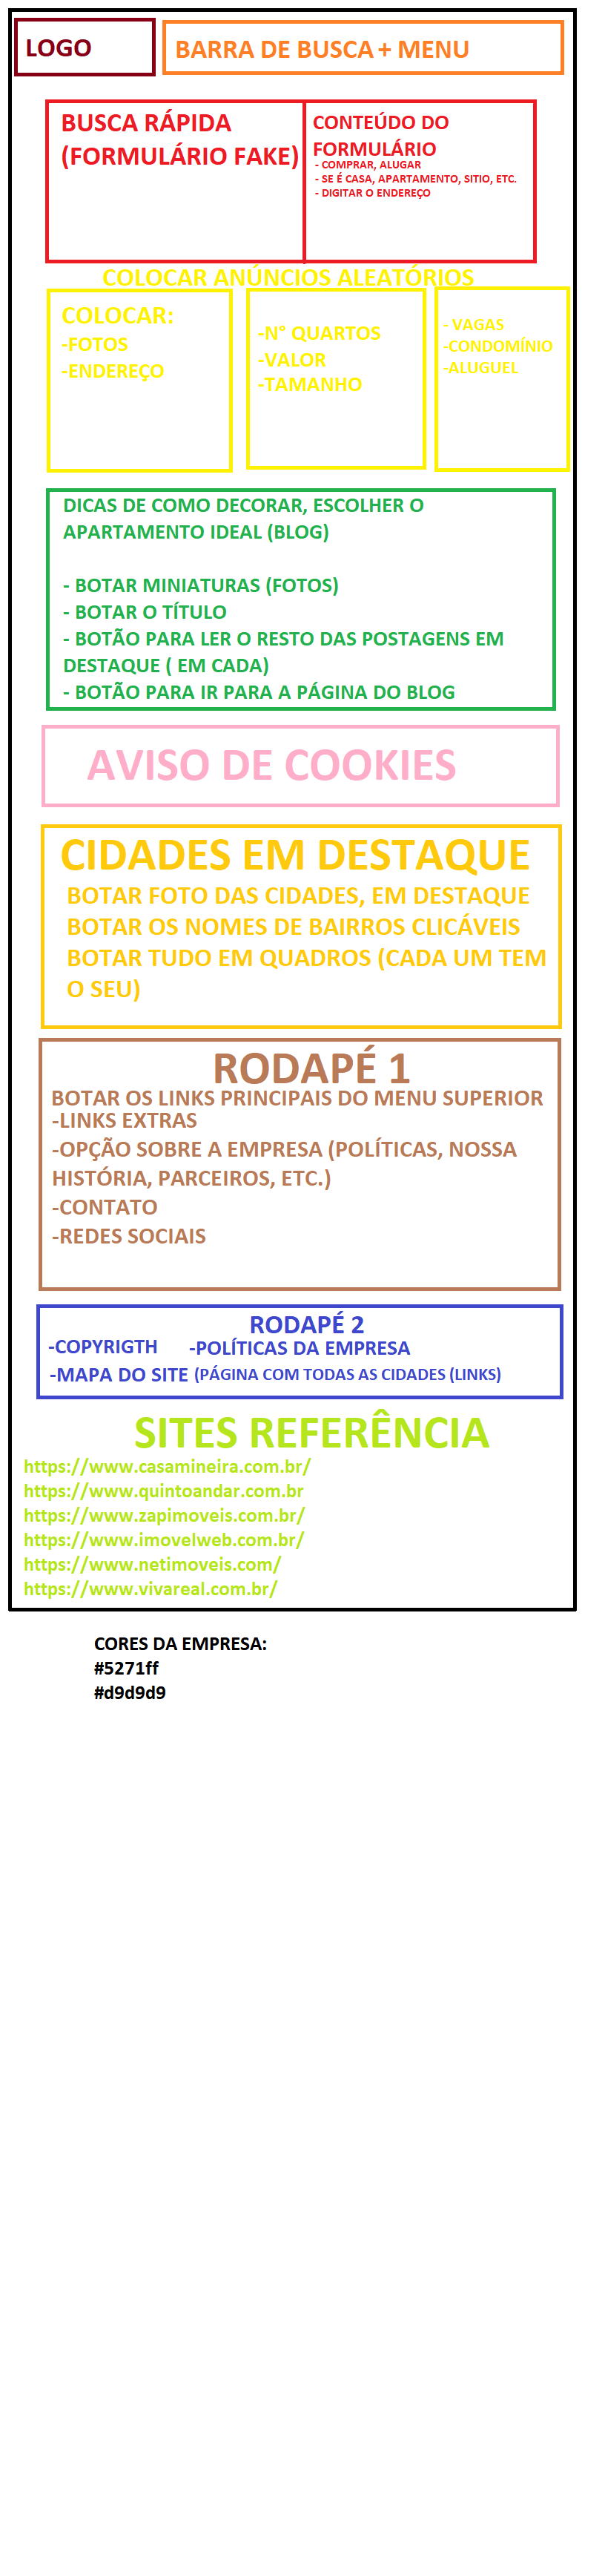 LOGO
BARRA DE BUSCA + MENU
BUSCA RÁPIDA
(FORMULÁRIO FAKE)
CONTEÚDO DO
FORMULÁRIO
- COMPRAR, ALUGAR
- SE É CASA, APARTAMENTO, SITIO, ETC.
- DIGITAR O ENDEREÇO
COLOCAR ANÚNCIOS ALEATÓRIOS
COLOCAR:
-FOTOS
-ENDEREÇO
-N° QUARTOS
-VALOR
-TAMANHO
- VAGAS
-CONDOMÍNIO
-ALUGUEL
DICAS DE COMO DECORAR, ESCOLHER O
APARTAMENTO IDEAL (BLOG)
- BOTAR MINIATURAS (FOTOS)
- BOTAR O TÍTULO
- BOTÃO PARA LER O RESTO DAS POSTAGENS EM
DESTAQUE ( EM CADA)
- BOTÃO PARA IR PARA A PÁGINA DO BLOG
AVISO DE COOKIES
CIDADES EM DESTAQUE
BOTAR FOTO DAS CIDADES, EM DESTAQUE
BOTAR OS NOMES DE BAIRROS CLICÁVEIS
BOTAR TUDO EM QUADROS (CADA UM TEM
O SEU)
RODAPÉ 1
BOTAR OS LINKS PRINCIPAIS DO MENU SUPERIOR
-LINKS EXTRAS
-OPÇÃO SOBRE A EMPRESA (POLÍTICAS, NOSSA
HISTÓRIA, PARCEIROS, ETC.)
-CONTATO
-REDES SOCIAIS
RODAPÉ 2
-COPYRIGTH -POLÍTICAS DA EMPRESA
-MAPA DO SITE (PÁGINA COM TODAS AS CIDADES (LINKS)
SITES REFERÊNCIA
https://www.casamineira.com.br/
https://www.quintoandar.com.br
https://www.zapimoveis.com.br/
https://www.imovelweb.com.br/
https://www.netimoveis.com/
https://www.vivareal.com.br/
CORES DA EMPRESA:
#5271ff
#d9d9d9